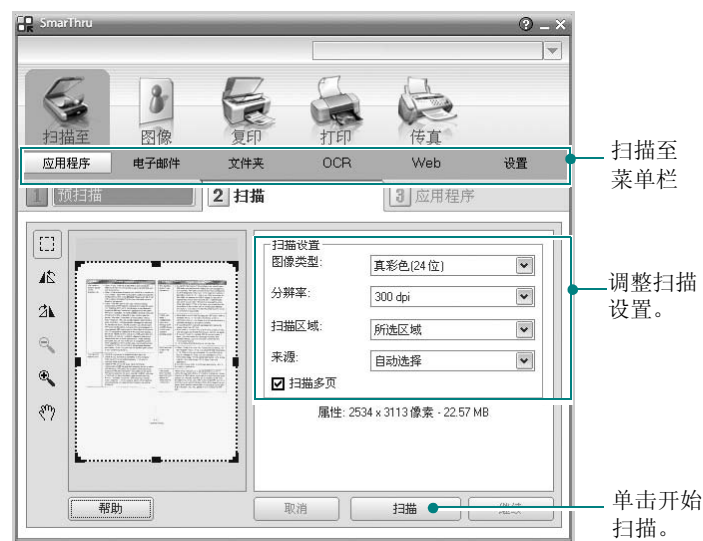 SmarThru
扫描至 图像 复印 打印 传真
应用程序 电子邮件 文件夹 OCR Web 设置
扫描至
菜单栏
1 预扫描 2 扫描 3 应用程序
扫描设置
图像类型: 真彩色(24位)
分辨率: 300 dpi
扫描区域: 所选区域
来源: 自动选择
扫描多页
调整扫描
设置。
属性: 2534 x 3113 像素 - 22.57 MB
帮助 取消 扫描 继续
单击开始
扫描。